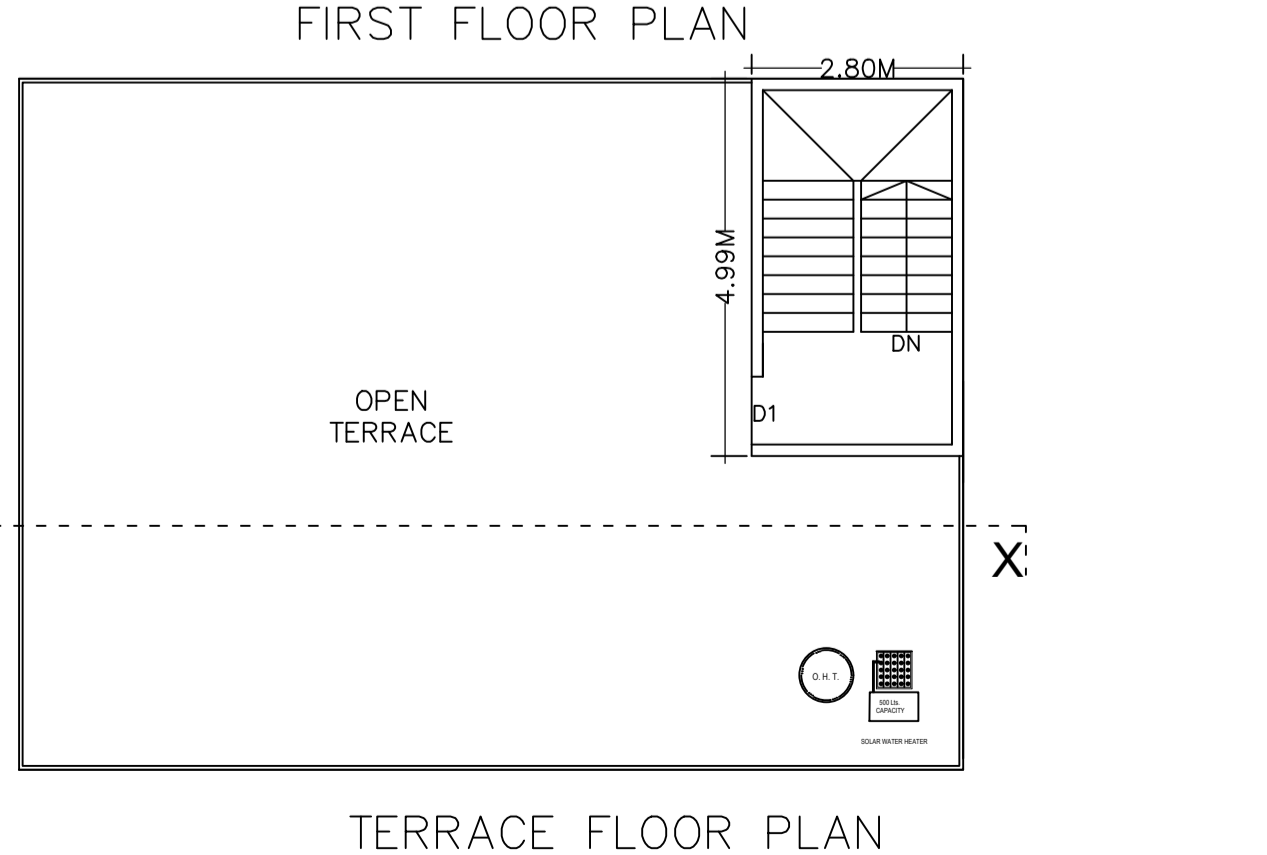 FIRST FLOOR PLAN
2.80M
4.99M
DN
OPEN
TERRACE
D1
X
O. H. T.
500 Lts.
CAPACITY
SOLAR WATER HEATER
TERRACE FLOOR PLAN